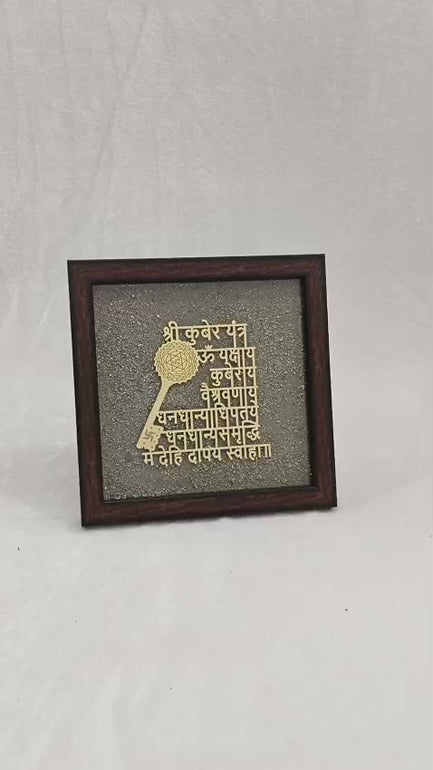 श्री कुबेर यंत्र
ॐ यक्षाय
कुबेराय
वैश्रवणाय
धनधान्याधिपतये
धनधान्यसमृद्धि
मे देहि दापय स्वाहा॥